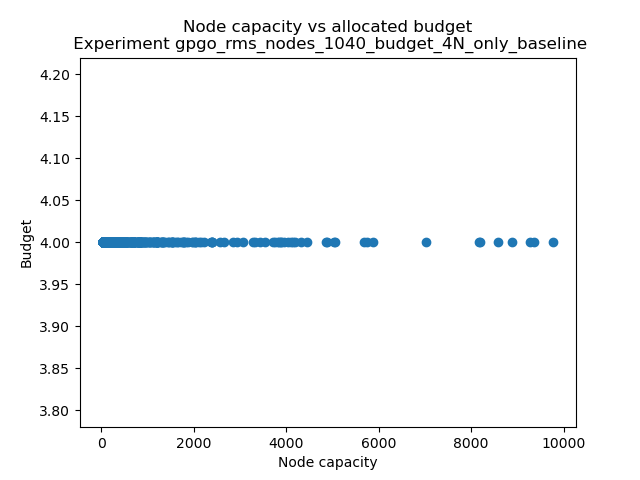 Node capacity vs allocated budget
Experiment gpgo_rms_nodes_1040_budget_4N_only_baseline
4.20
4.15
4.10
4.05
4.00
3.95
3.90
3.85
3.80
Budget
0 2000 4000 6000 8000 10000
Node capacity